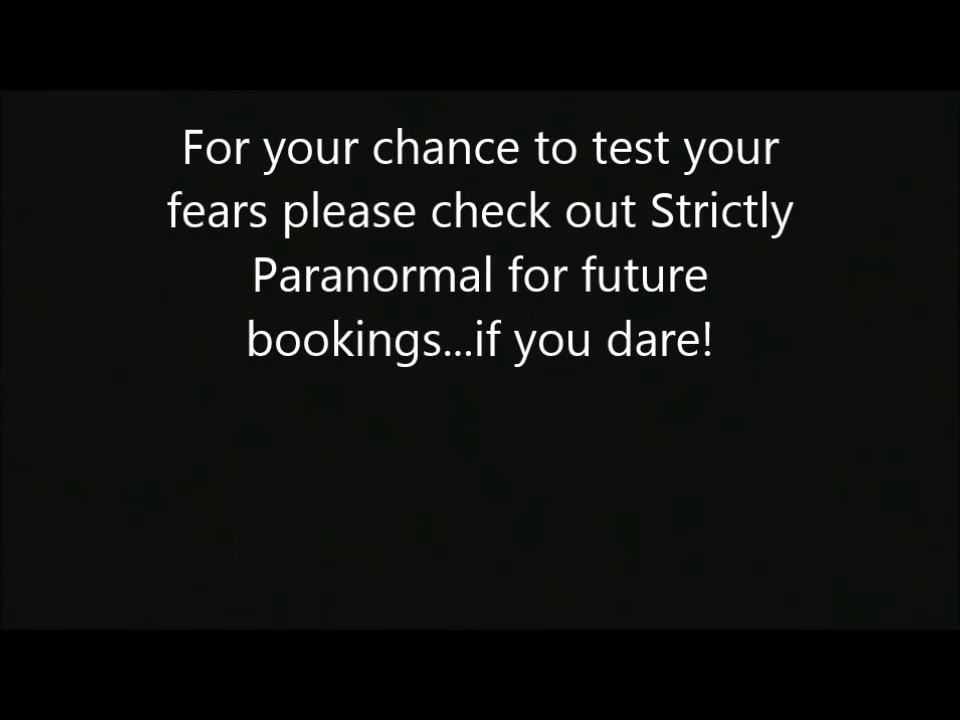 For your chance to test your
fears please check out Strictly
Paranormal for future
bookings...if you dare!